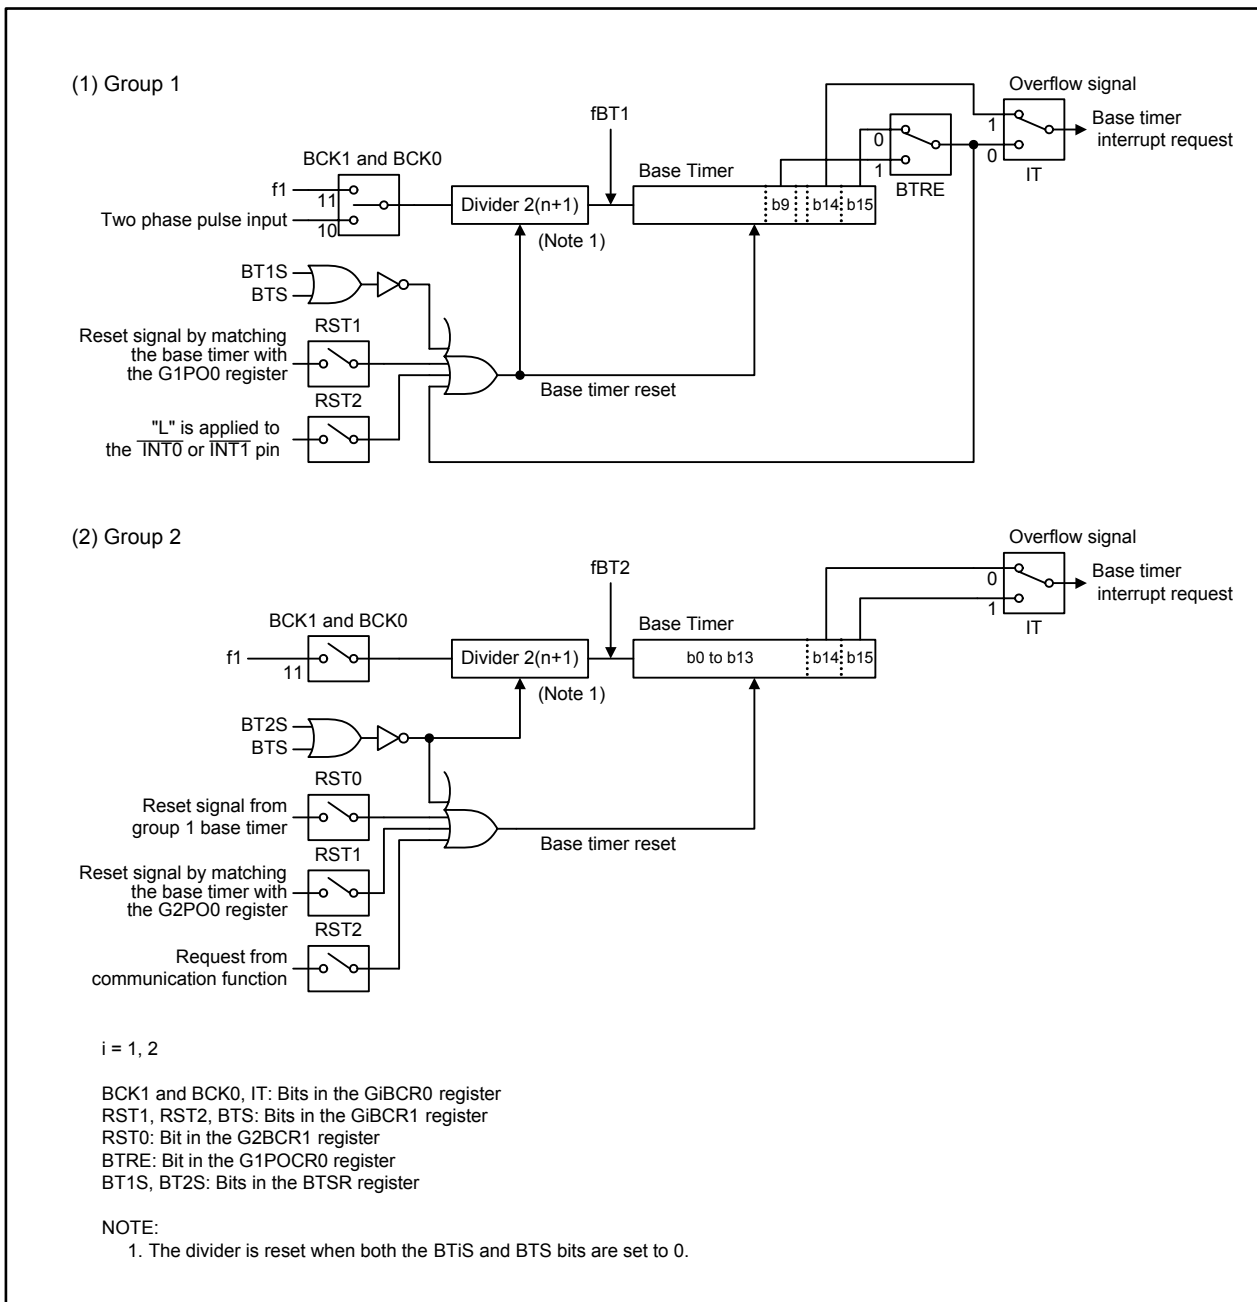 (1) Group 1
Overflow signal
fBT1
1
Base timer
interrupt request
0
BCK1 and BCK0
Base Timer
1
BTRE
0
IT
f1
11
Divider 2(n+1)
b9
b14
b15
Two phase pulse input
10
(Note 1)
BT1S
BTS
RST1
Reset signal by matching
the base timer with
the G1PO0 register
Base timer reset
RST2
"L" is applied to
the INT0 or INT1 pin
(2) Group 2
Overflow signal
fBT2
0
Base timer
interrupt request
BCK1 and BCK0
Base Timer
1
IT
f1
11
Divider 2(n+1)
b0 to b13
b14
b15
(Note 1)
BT2S
BTS
RST0
Reset signal from
group 1 base timer
Base timer reset
RST1
Reset signal by matching
the base timer with
the G2PO0 register
RST2
Request from
communication function
i = 1, 2
BCK1 and BCK0, IT: Bits in the GiBCR0 register
RST1, RST2, BTS: Bits in the GiBCR1 register
RST0: Bit in the G2BCR1 register
BTRE: Bit in the G1POCR0 register
BT1S, BT2S: Bits in the BTSR register
NOTE:
1. The divider is reset when both the BTiS and BTS bits are set to 0.